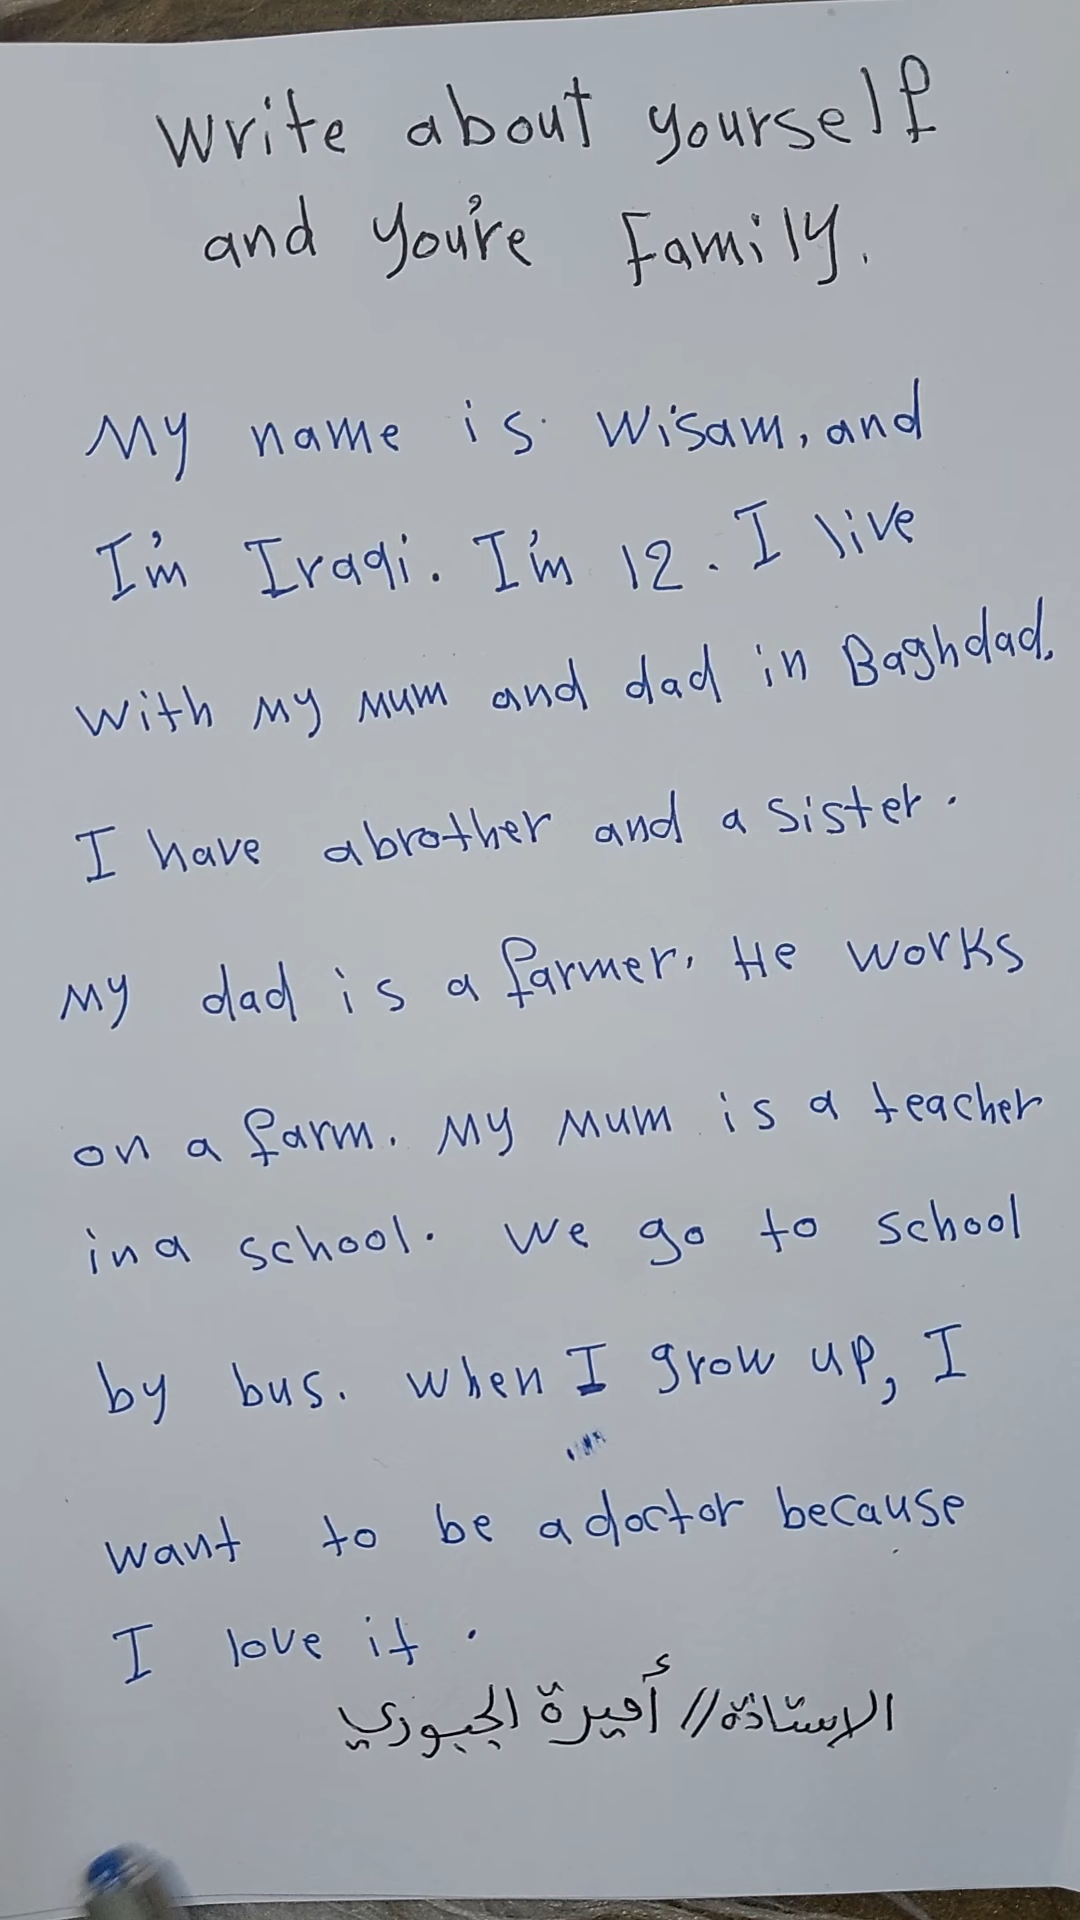 Write about yourself
and you're Family.
My name is Wisam, and
I'm Iraqi. I'm 12. I live
with my mum and dad in Baghdad.
I have abrother and a sister.
My dad is a farmer. He works
on a farm. My mum is a teacher
in a school. We go to school
by bus. when I grow up, I
want to be a doctor because
I love it.
الاستاذة // أميرة الجبوري